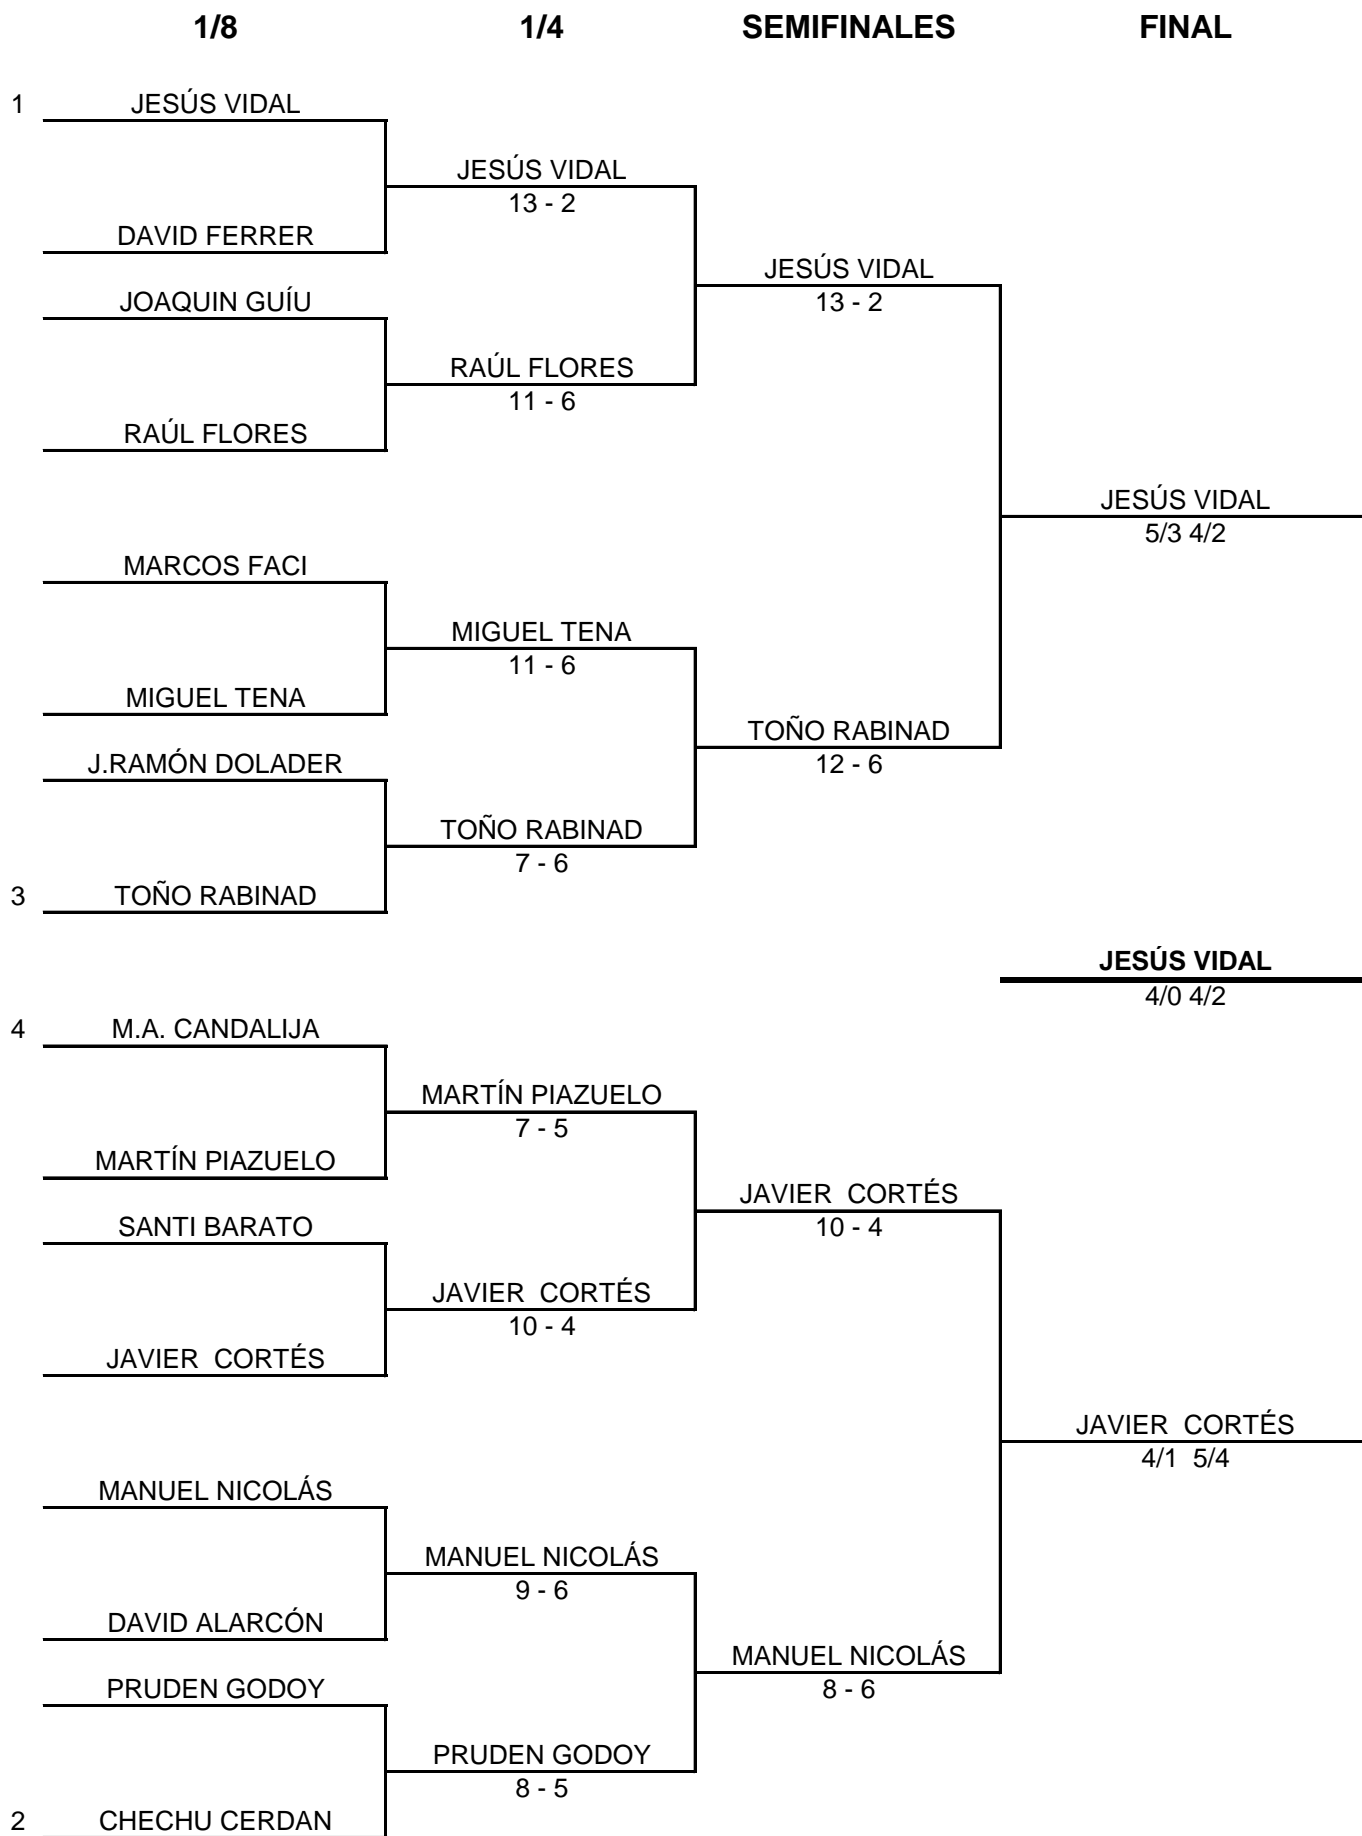 1/8 1/4 SEMIFINALES FINAL
1 JESÚS VIDAL
JESÚS VIDAL
13 - 2
DAVID FERRER
JESÚS VIDAL
JOAQUIN GUÍU
13 - 2
RAÚL FLORES
11 - 6
RAÚL FLORES
JESÚS VIDAL
5/3 4/2
MARCOS FACI
MIGUEL TENA
11 - 6
MIGUEL TENA
TOÑO RABINAD
J.RAMÓN DOLADER
12 - 6
TOÑO RABINAD
7 - 6
3 TOÑO RABINAD
JESÚS VIDAL
4/0 4/2
4 M.A. CANDALIJA
MARTÍN PIAZUELO
7 - 5
MARTÍN PIAZUELO
JAVIER  CORTÉS
SANTI BARATO
10 - 4
JAVIER  CORTÉS
10 - 4
JAVIER  CORTÉS
JAVIER  CORTÉS
4/1  5/4
MANUEL NICOLÁS
MANUEL NICOLÁS
9 - 6
DAVID ALARCÓN
MANUEL NICOLÁS
PRUDEN GODOY
8 - 6
PRUDEN GODOY
8 - 5
2 CHECHU CERDAN